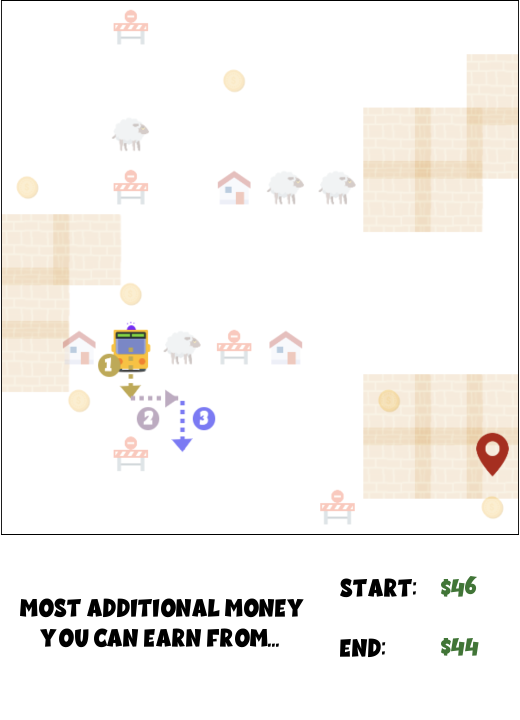 1
2
3
MOST ADDITIONAL MONEY
YOU CAN EARN FROM...
START: $46
END: $44